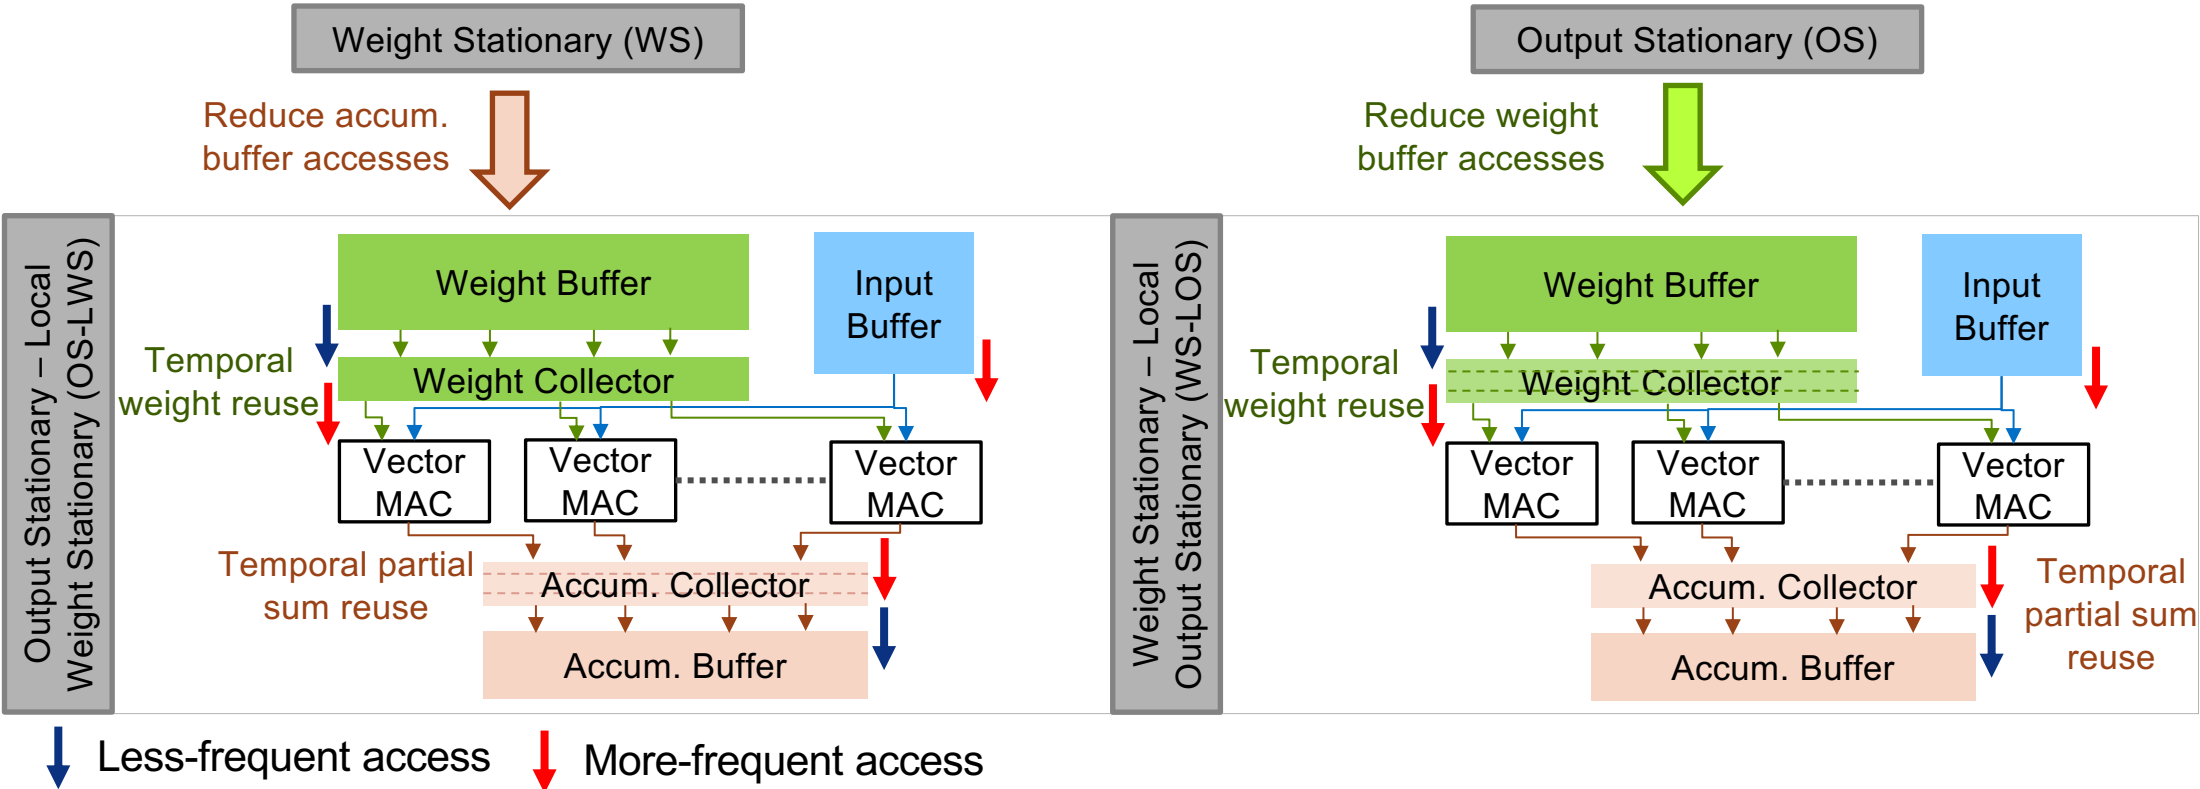 Weight Stationary (WS)
Reduce accum.
buffer accesses
Output Stationary – Local
Weight Stationary (OS-LWS)
Weight Buffer
Input
Buffer
Temporal
weight reuse
Weight Collector
Vector
MAC
Vector
MAC
Vector
MAC
Temporal partial
sum reuse
Accum. Collector
Accum. Buffer
Output Stationary (OS)
Reduce weight
buffer accesses
Weight Stationary – Local
Output Stationary (WS-LOS)
Weight Buffer
Input
Buffer
Temporal
weight reuse
Weight Collector
Vector
MAC
Vector
MAC
Vector
MAC
Accum. Collector
Temporal
partial sum
reuse
Accum. Buffer
Less-frequent access
More-frequent access